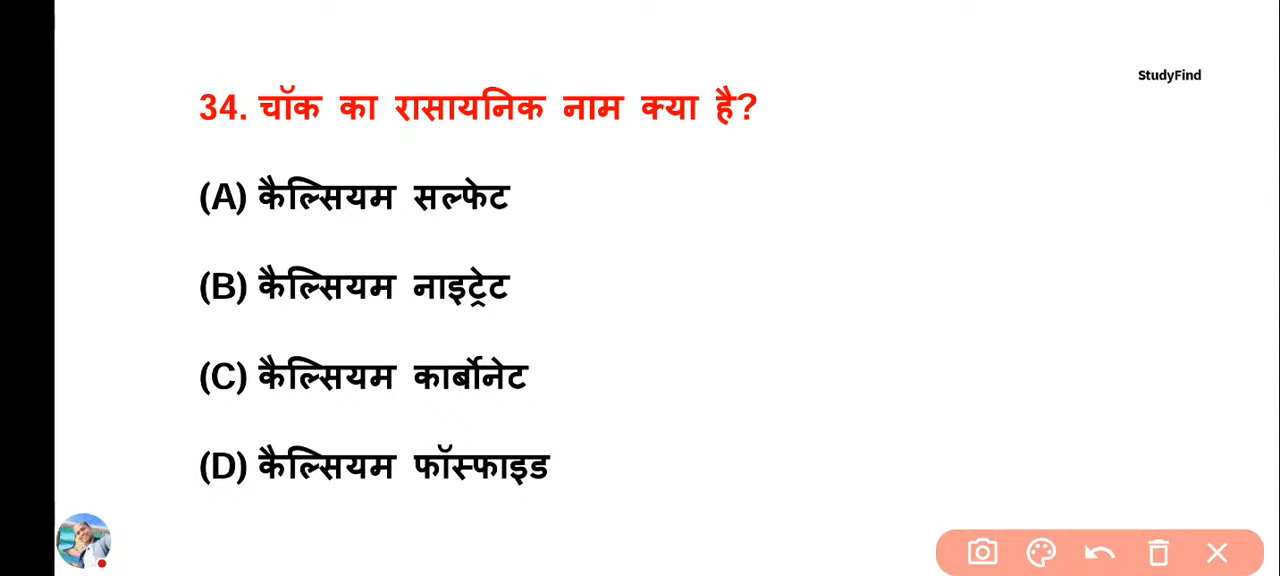 StudyFind
34. चॉक का रासायनिक नाम क्या है?
(A) कैल्सियम सल्फेट
(B) कैल्सियम नाइट्रेट
(C) कैल्सियम कार्बोनेट
(D) कैल्सियम फॉस्फाइड